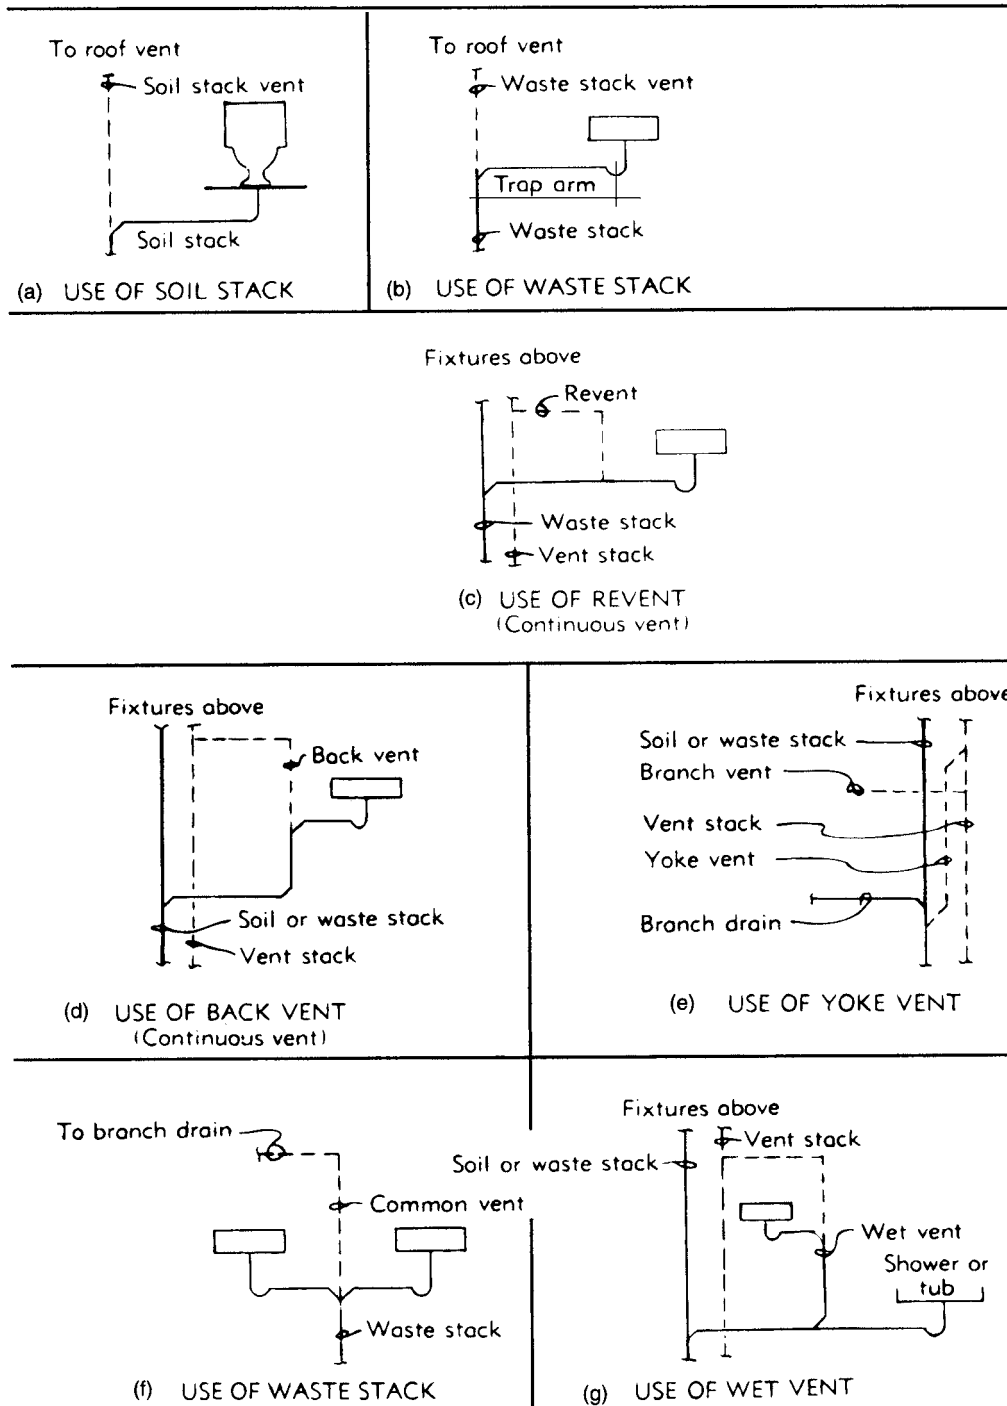 To roof vent
Soil stack vent
Soil stack
(a) USE OF SOIL STACK
To roof vent
Waste stack vent
Trap arm
Waste stack
(b) USE OF WASTE STACK
Fixtures above
Revent
Waste stack
Vent stack
(c) USE OF REVENT
(Continuous vent)
Fixtures above
Back vent
Soil or waste stack
Vent stack
(d) USE OF BACK VENT
(Continuous vent)
Fixtures above
Soil or waste stack
Branch vent
Vent stack
Yoke vent
Branch drain
(e) USE OF YOKE VENT
To branch drain
Common vent
Waste stack
(f) USE OF WASTE STACK
Fixtures above
Vent stack
Soil or waste stack
Wet vent
Shower or
tub
(g) USE OF WET VENT